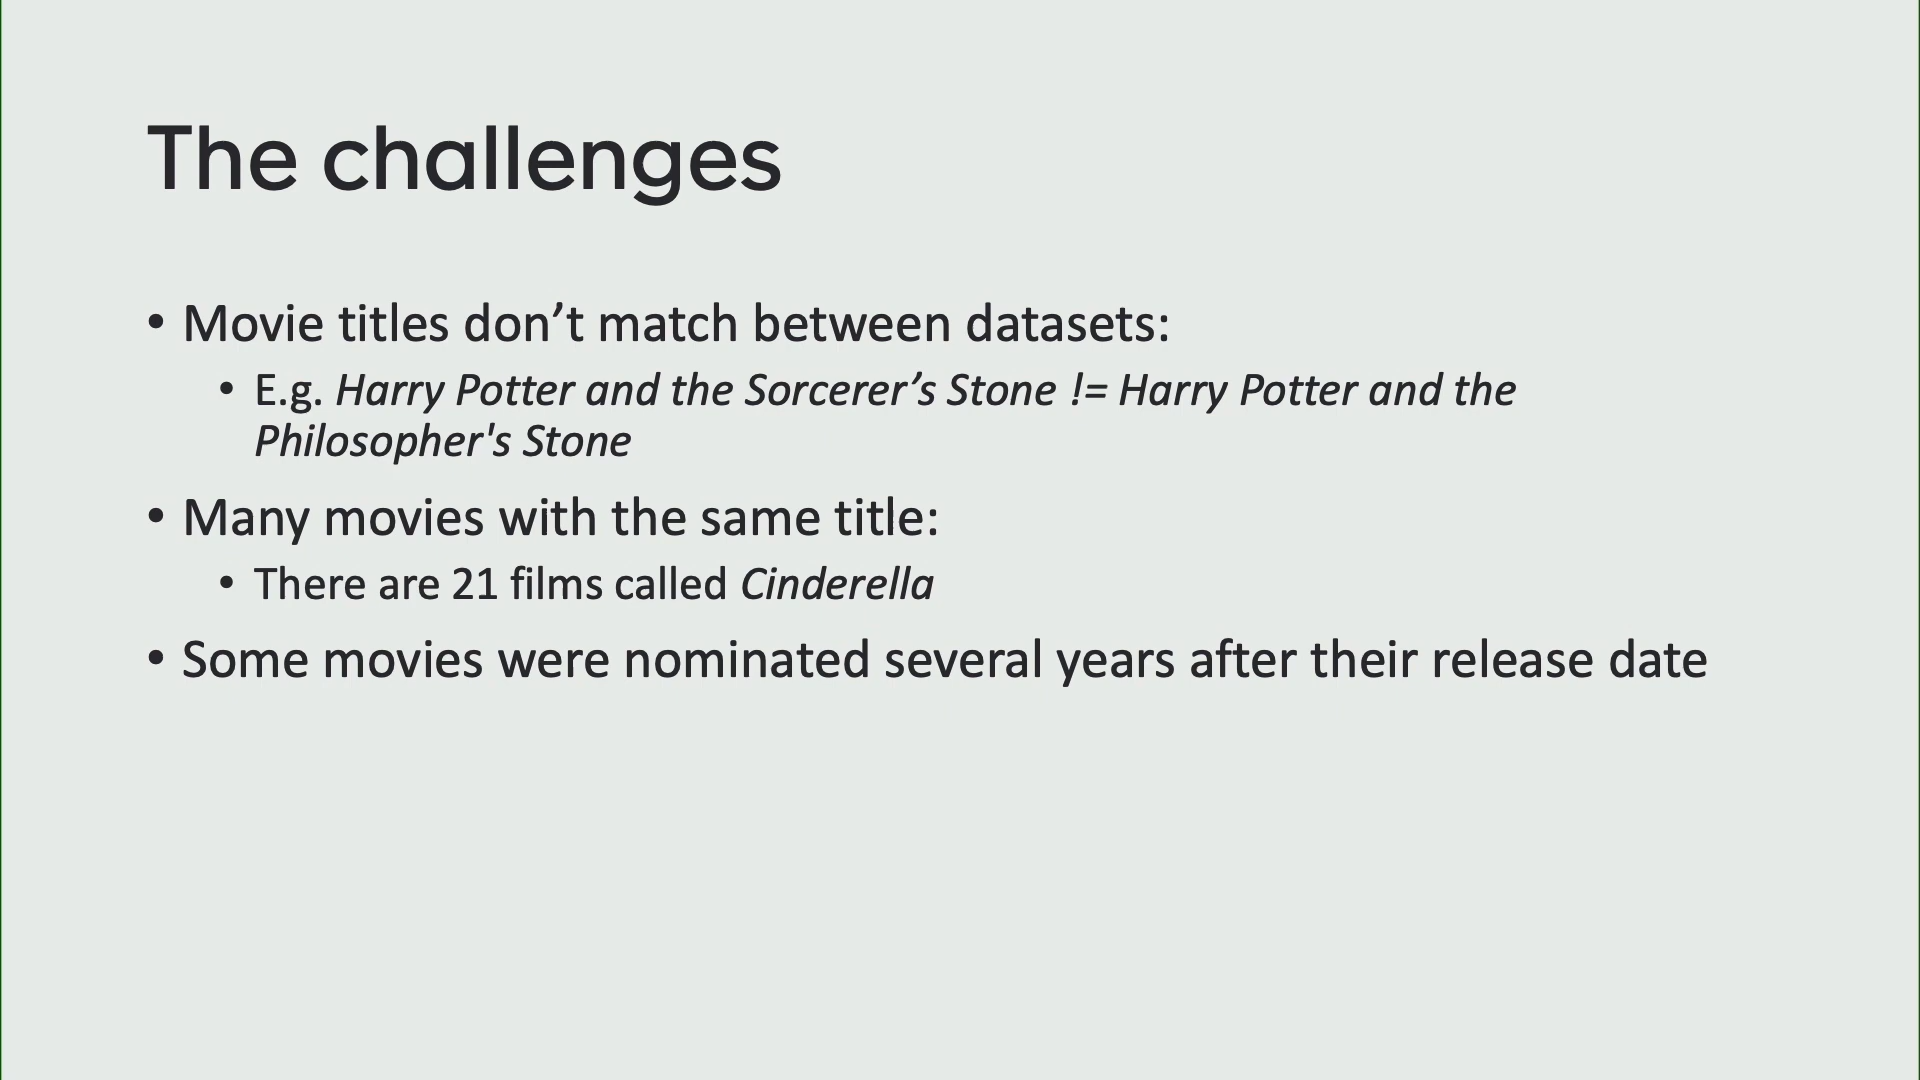 The challenges
• Movie titles don’t match between datasets:
• E.g. Harry Potter and the Sorcerer’s Stone != Harry Potter and the
Philosopher's Stone
• Many movies with the same title:
• There are 21 films called Cinderella
• Some movies were nominated several years after their release date